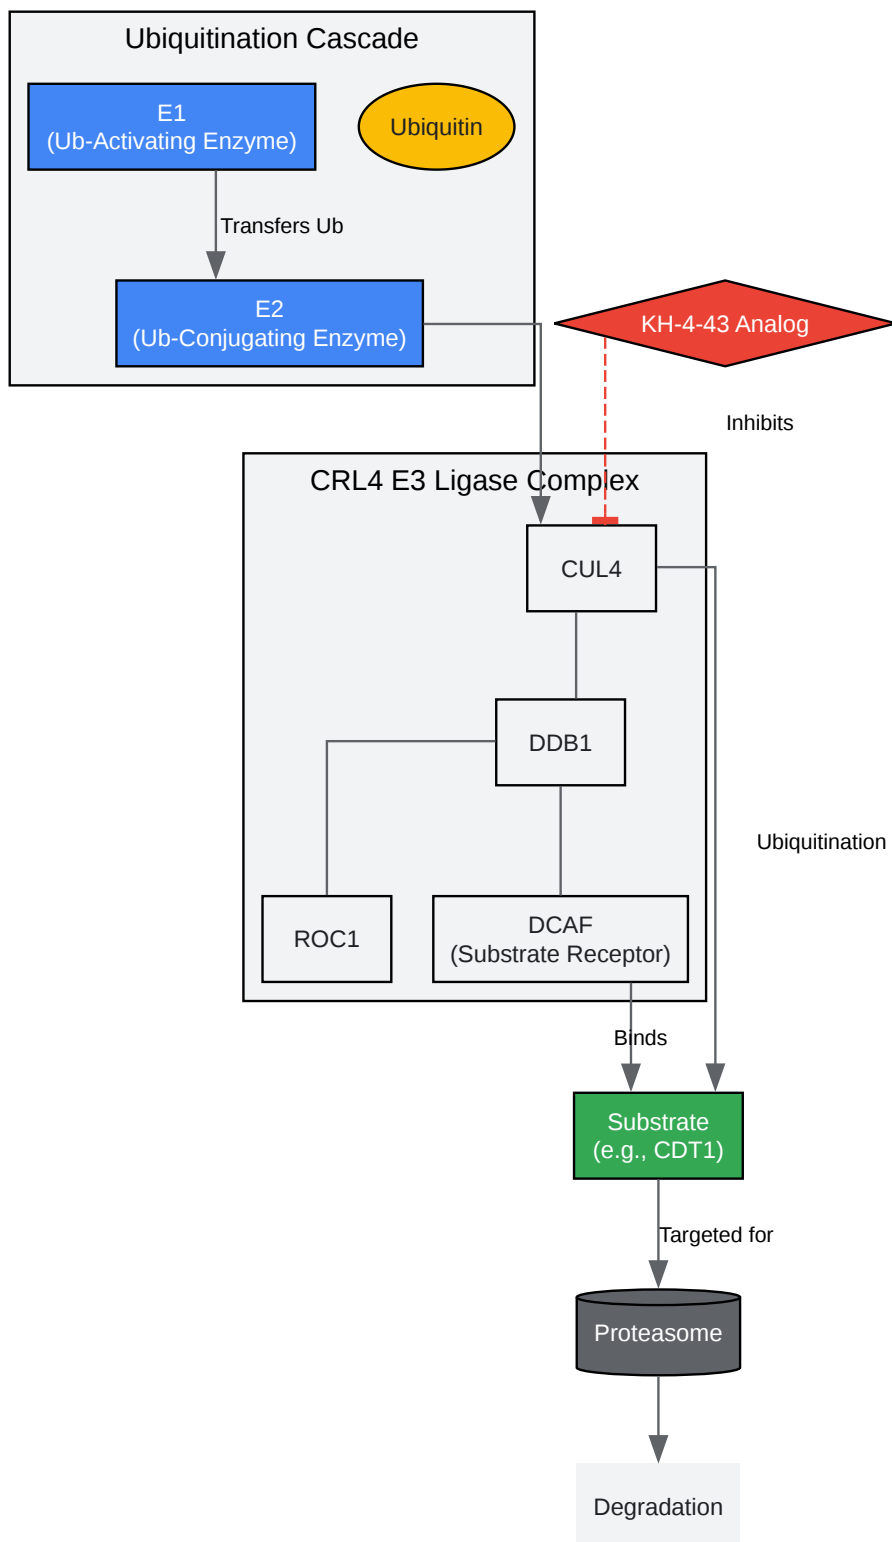 Ubiquitination Cascade
E1
(Ub-Activating Enzyme)
Ubiquitin
Transfers Ub
E2
(Ub-Conjugating Enzyme)
KH-4-43 Analog
Inhibits
CRL4 E3 Ligase Complex
CUL4
DDB1
Ubiquitination
ROC1
DCAF
(Substrate Receptor)
Binds
Substrate
(e.g., CDT1)
Targeted for
Proteasome
Degradation